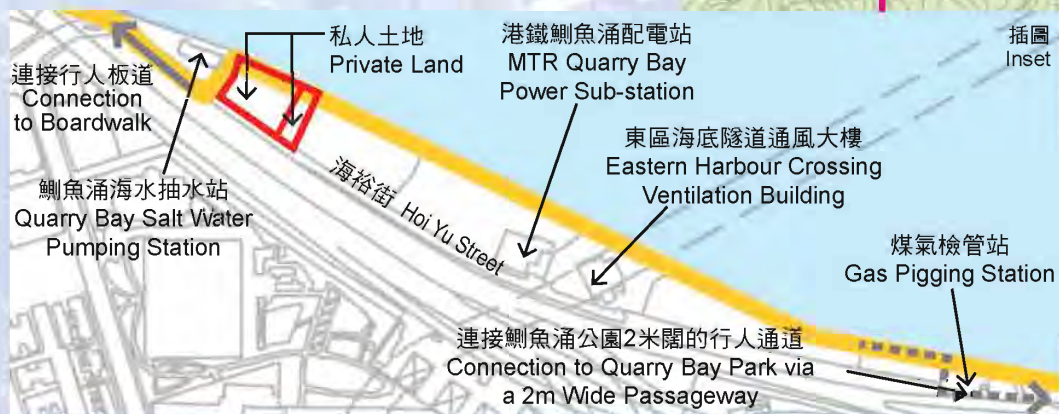 私人土地
Private Land
港鐵鰂魚涌配電站
MTR Quarry Bay
Power Sub-station
插圖
Inset
連接行人板道
Connection
to Boardwalk
東區海底隧道通風大樓
Eastern Harbour Crossing
Ventilation Building
鰂魚涌海水抽水站
Quarry Bay Salt Water
Pumping Station
海裕街 Hoi Yu Street
煤氣檢管站
Gas Pigging Station
連接鰂魚涌公園2米闊的行人通道
Connection to Quarry Bay Park via
a 2m Wide Passageway